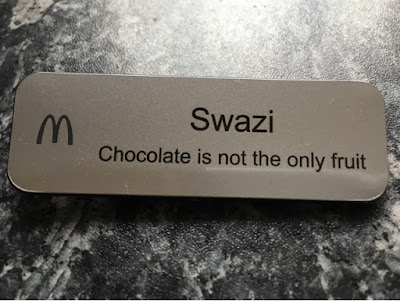 Swazi
Chocolate is not the only fruit